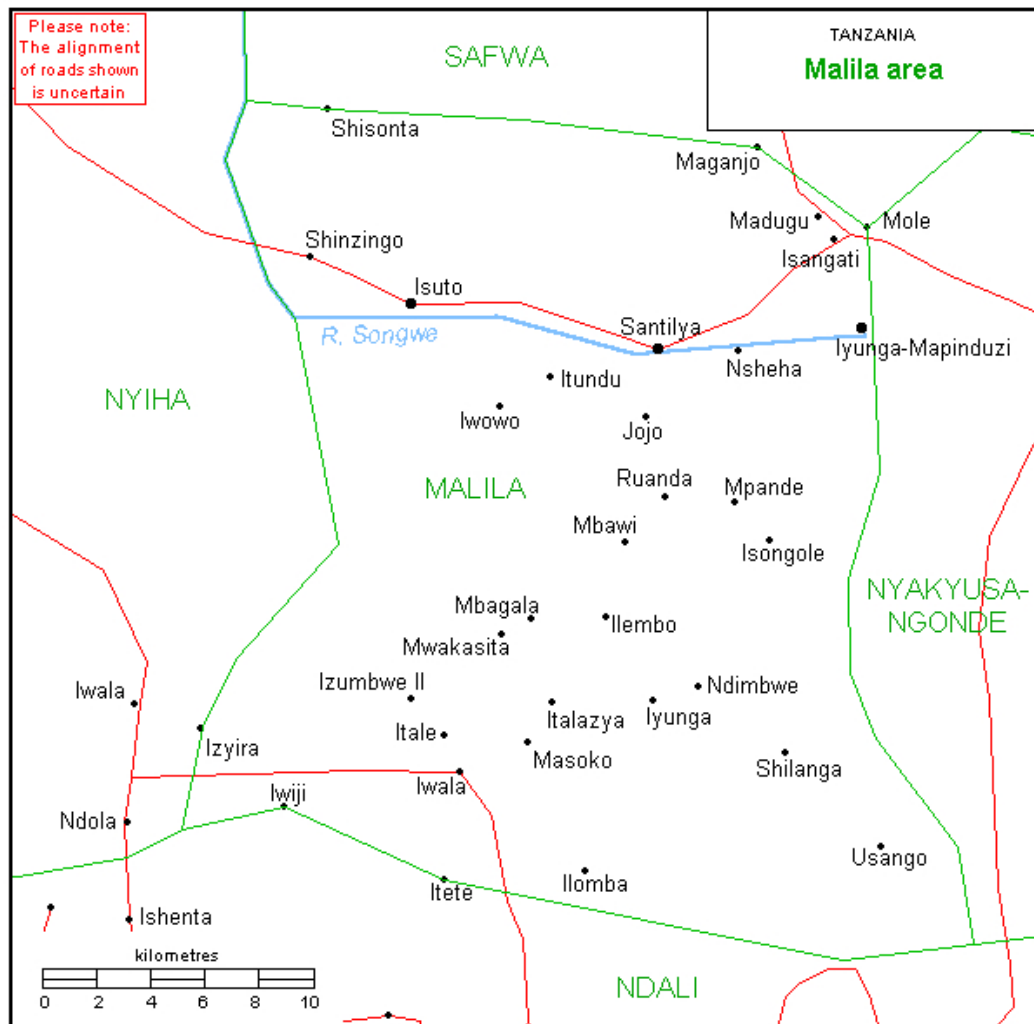 Please note:
The alignment
of roads shown
is uncertain
TANZANIA
Malila area
SAFWA
Shisonta
Maganjo
Madugu
Mole
Shinzingo
Isangati
Isuto
Santilya
R. Songwe
Iyunga-Mapinduzi
Nsheha
Itundu
NYIHA
Iwowo
Jojo
Ruanda
MALILA
Mpande
Mbawi
Isongole
NYAKYUSA-
NGONDE
Mbagala
Ilembo
Mwakasita
Izumbwe II
Ndimbwe
Iwala
Italazya
Iyunga
Itale
Izyira
Masoko
Shilanga
Iwala
Iwiji
Ndola
Usango
Ilomba
Itete
Ishenta
kilometres
0 2 4 6 8 10
NDALI